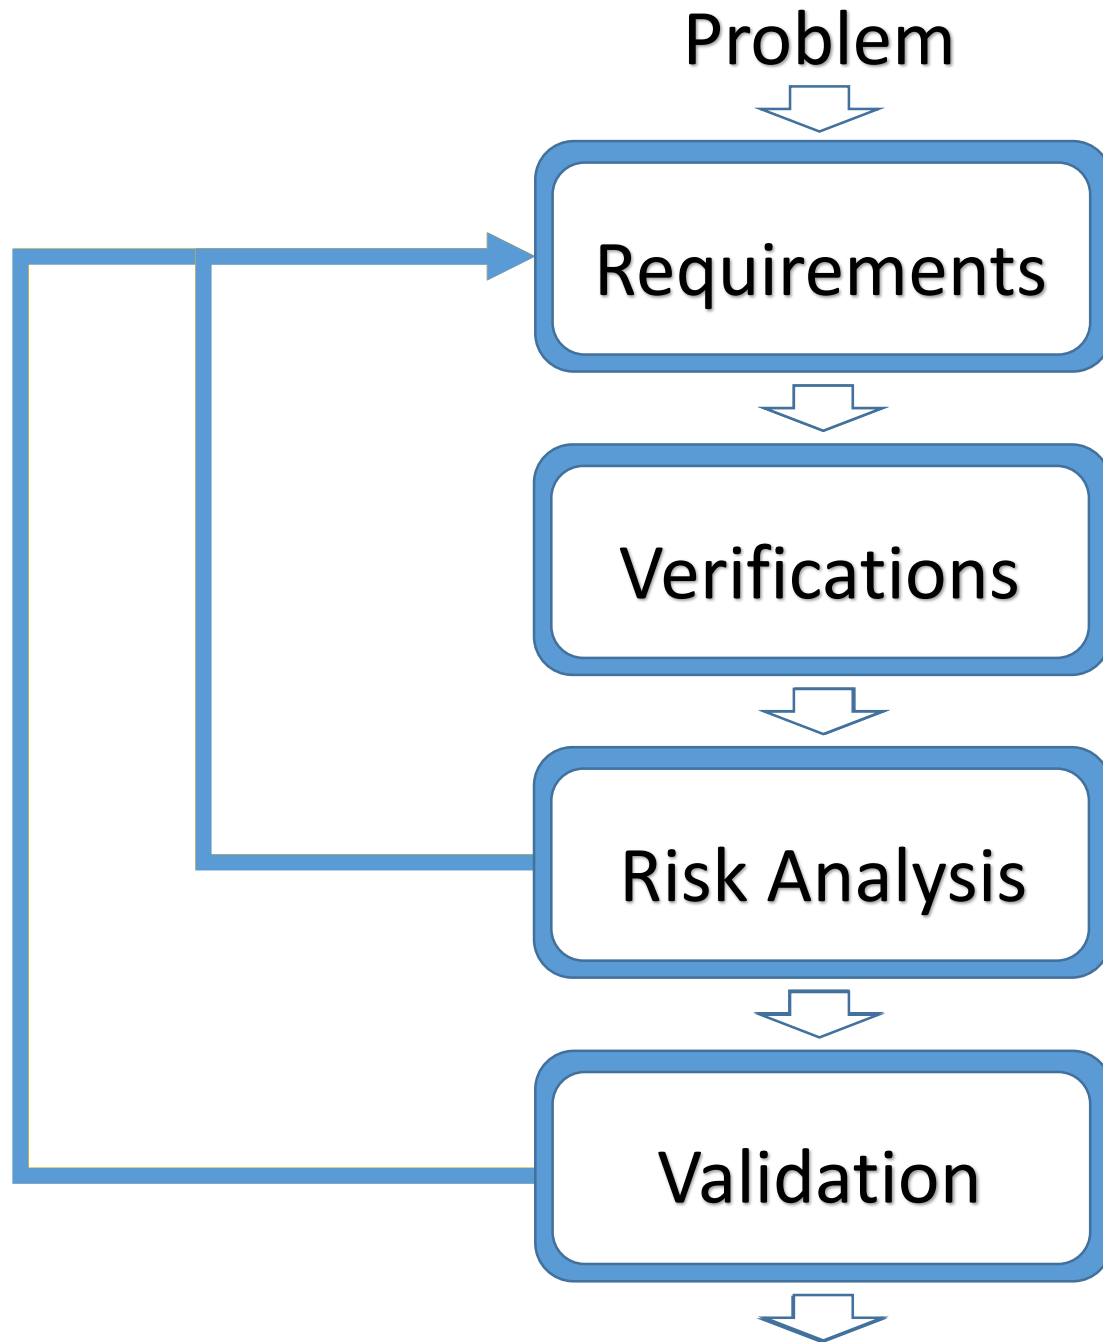 Problem
Requirements
Verifications
Risk Analysis
Validation